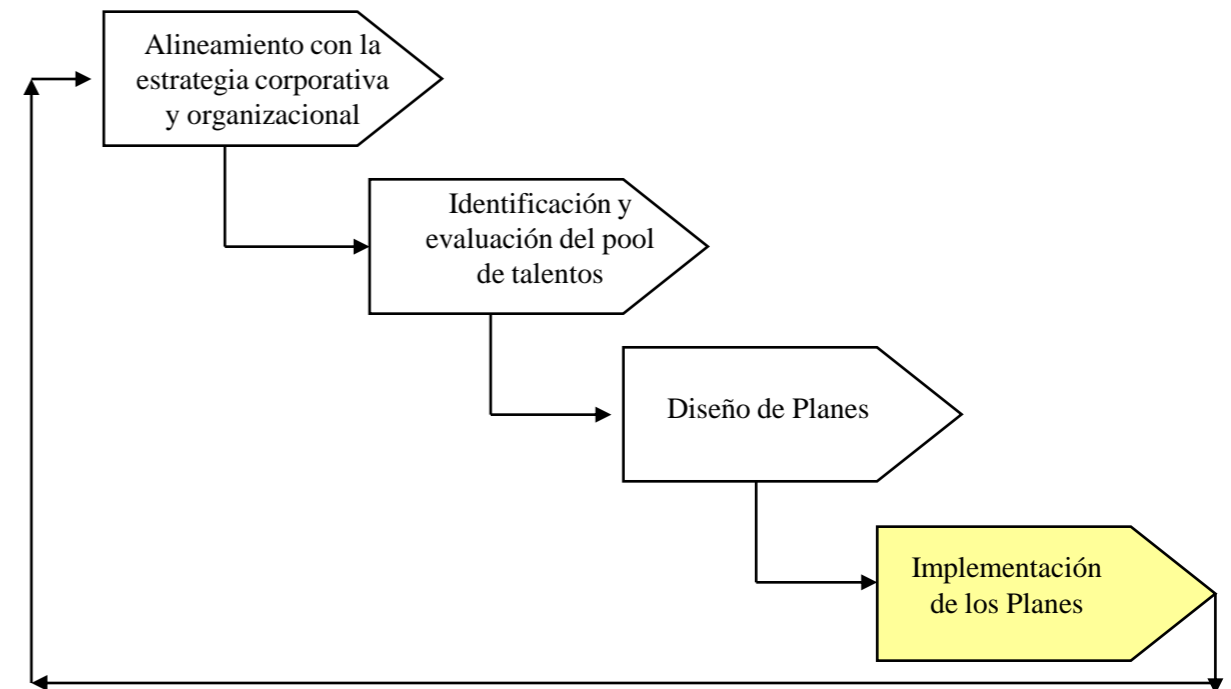 Alineamiento con la
estrategia corporativa
y organizacional
Identificación y
evaluación del pool
de talentos
Diseño de Planes
Implementación
de los Planes